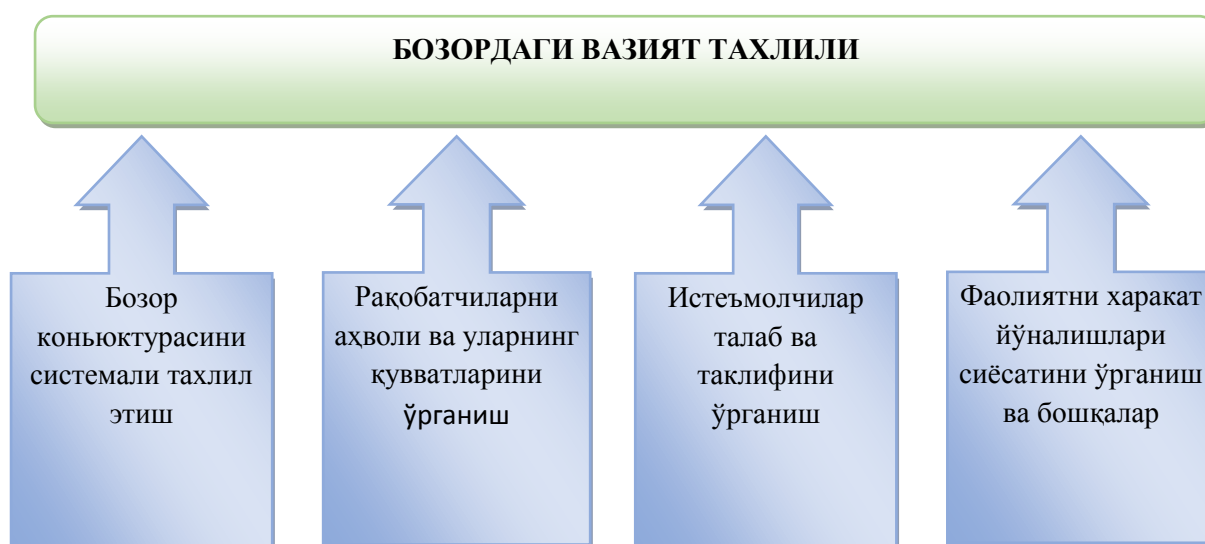 БОЗОРДАГИ ВАЗИЯТ ТАХЛИЛИ
Бозор
коньюктурасини
системали тахлил
этиш
Рақобатчиларни
аҳволи ва уларнинг
қувватларини
ўрганиш
Истеъмолчилар
талаб ва
таклифини
ўрганиш
Фаолиятни харакат
йўналишлари
сиёсатини ўрганиш
ва бошқалар